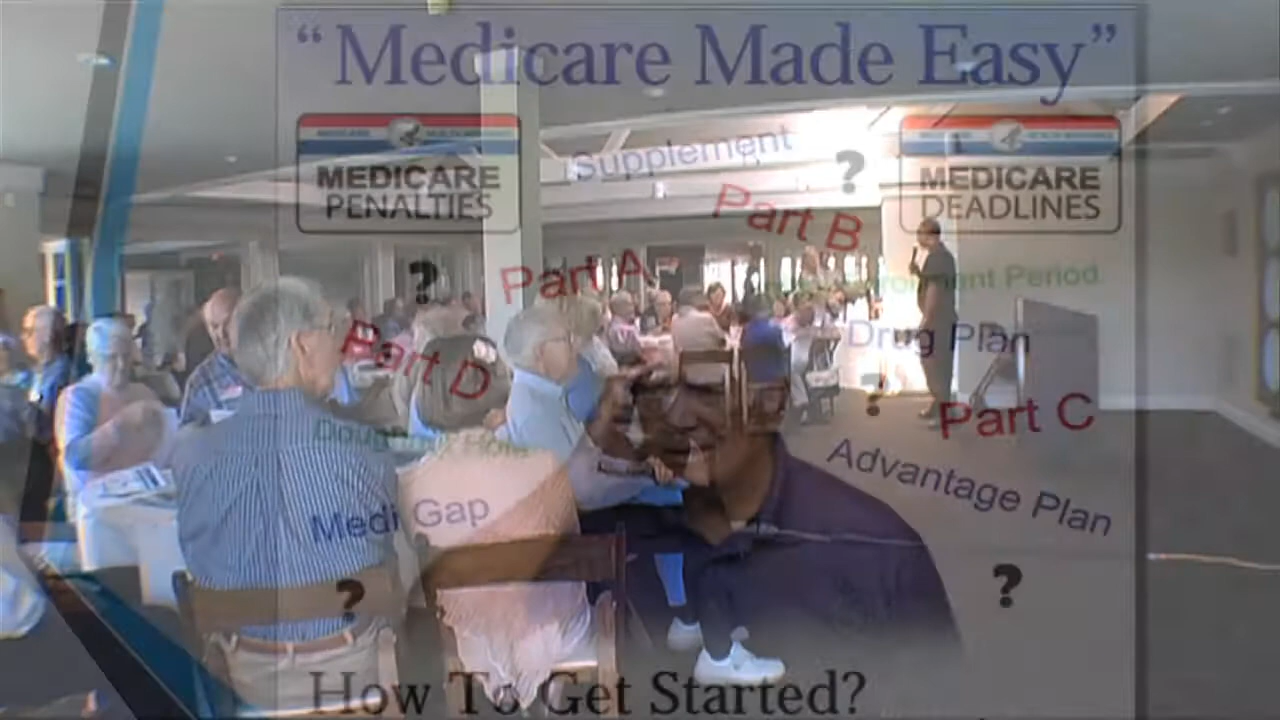 “Medicare Made Easy”
MEDICARE
PENALTIES
Supplement
?
MEDICARE
DEADLINES
Part B
?
Part A
Period
Drug Plan
Part D
?
Part C
Advantage Plan
Medi Gap
?
?
How To Get Started?